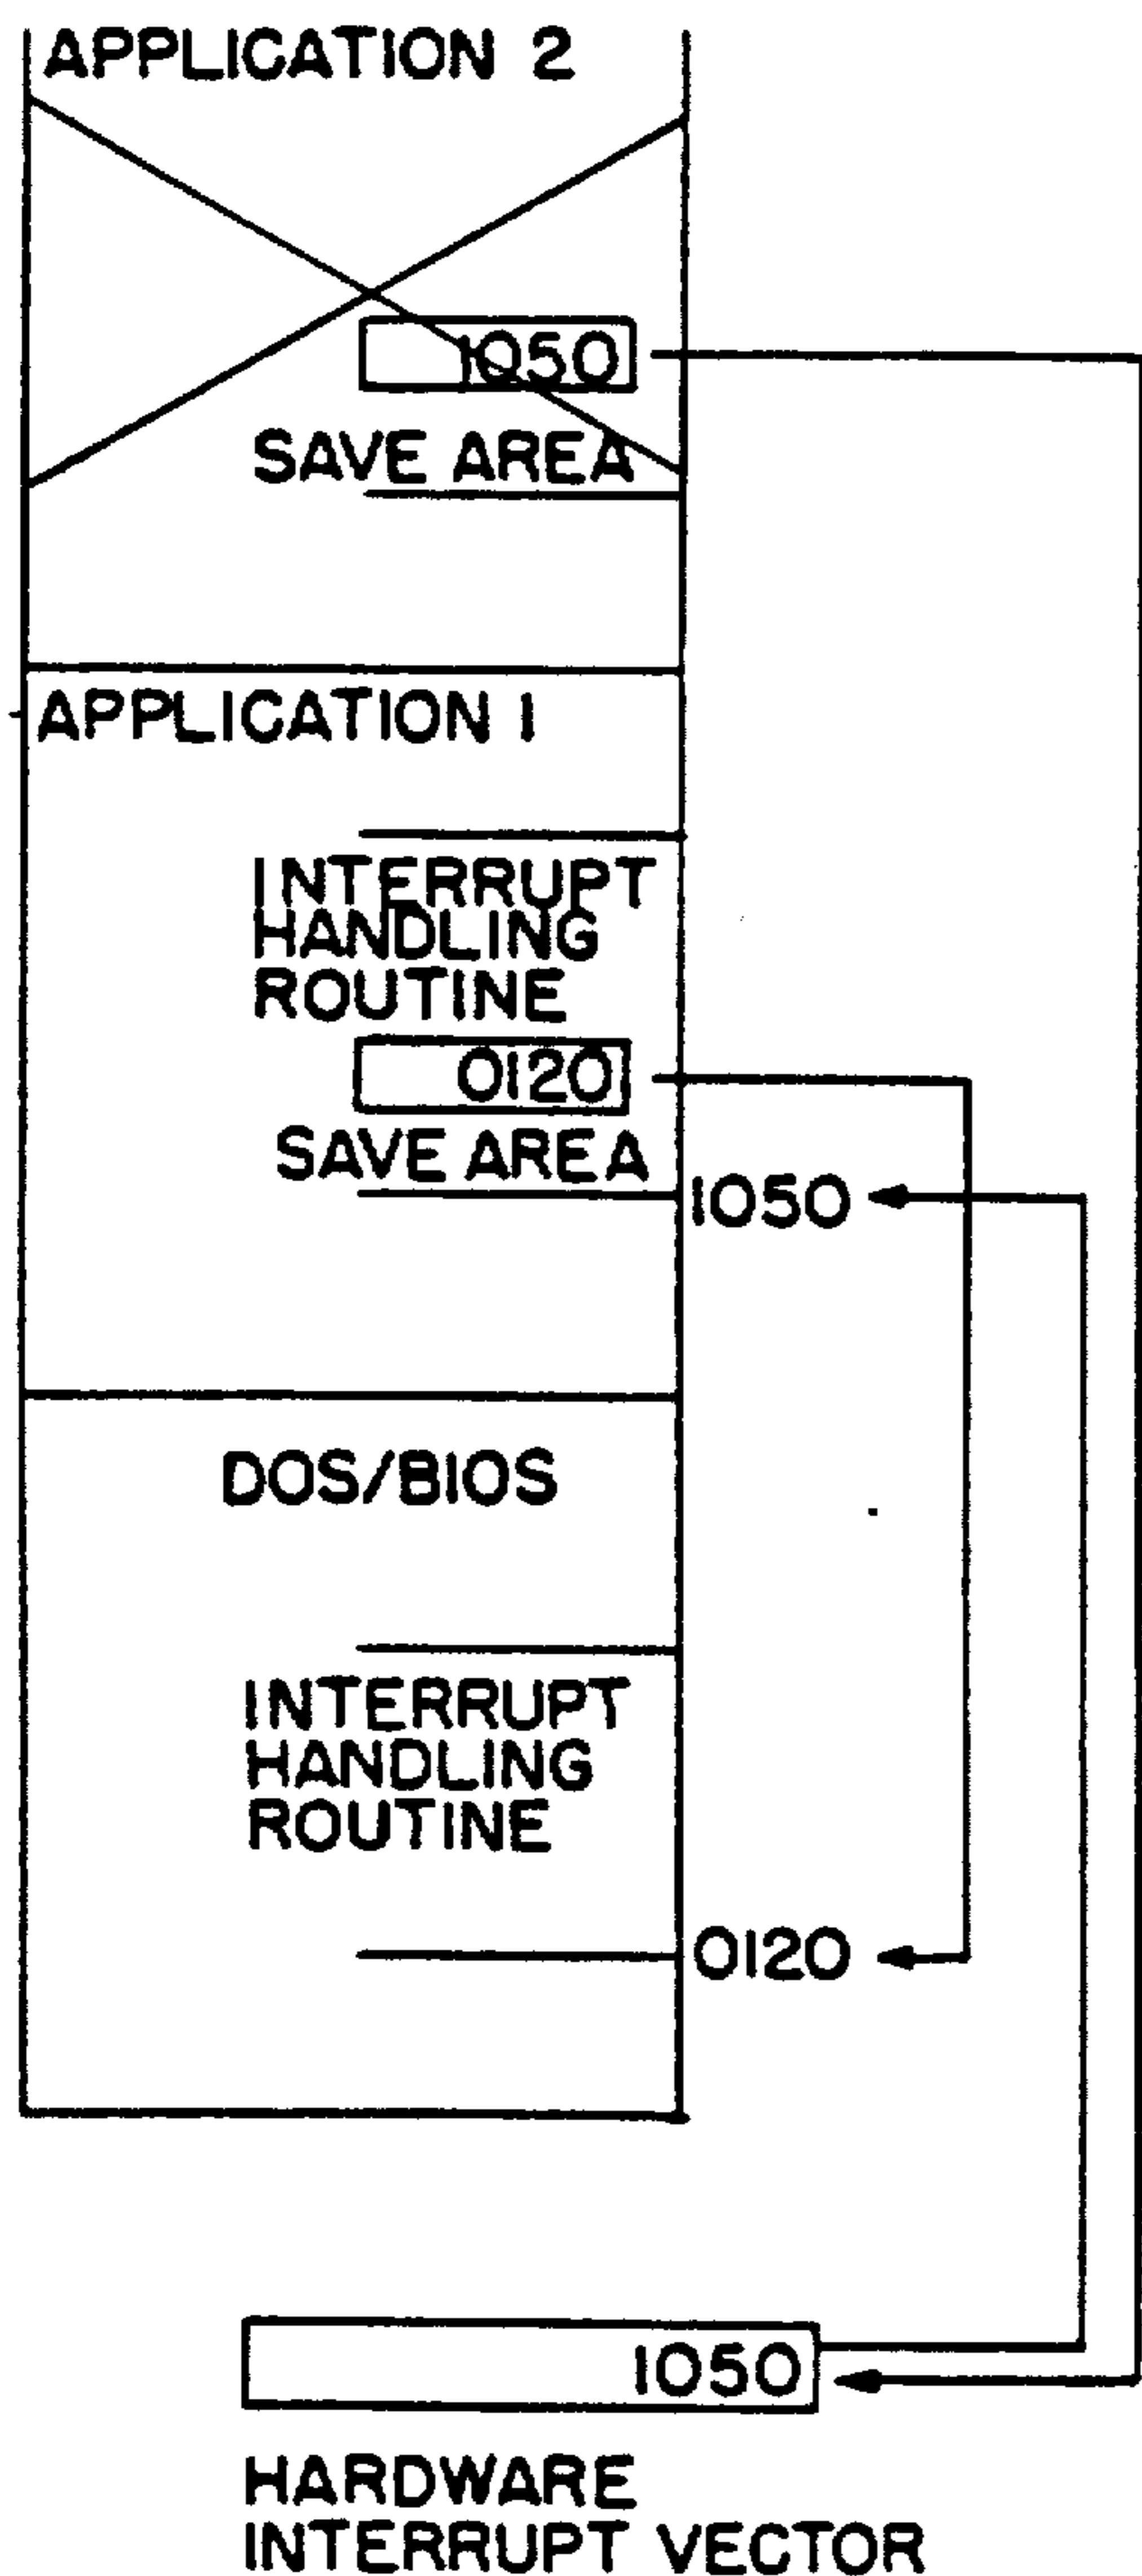 APPLICATION 2
1050
SAVE AREA
APPLICATION 1
INTERRUPT
HANDLING
ROUTINE
0120
SAVE AREA
1050
DOS/BIOS
INTERRUPT
HANDLING
ROUTINE
0120
1050
HARDWARE
INTERRUPT VECTOR